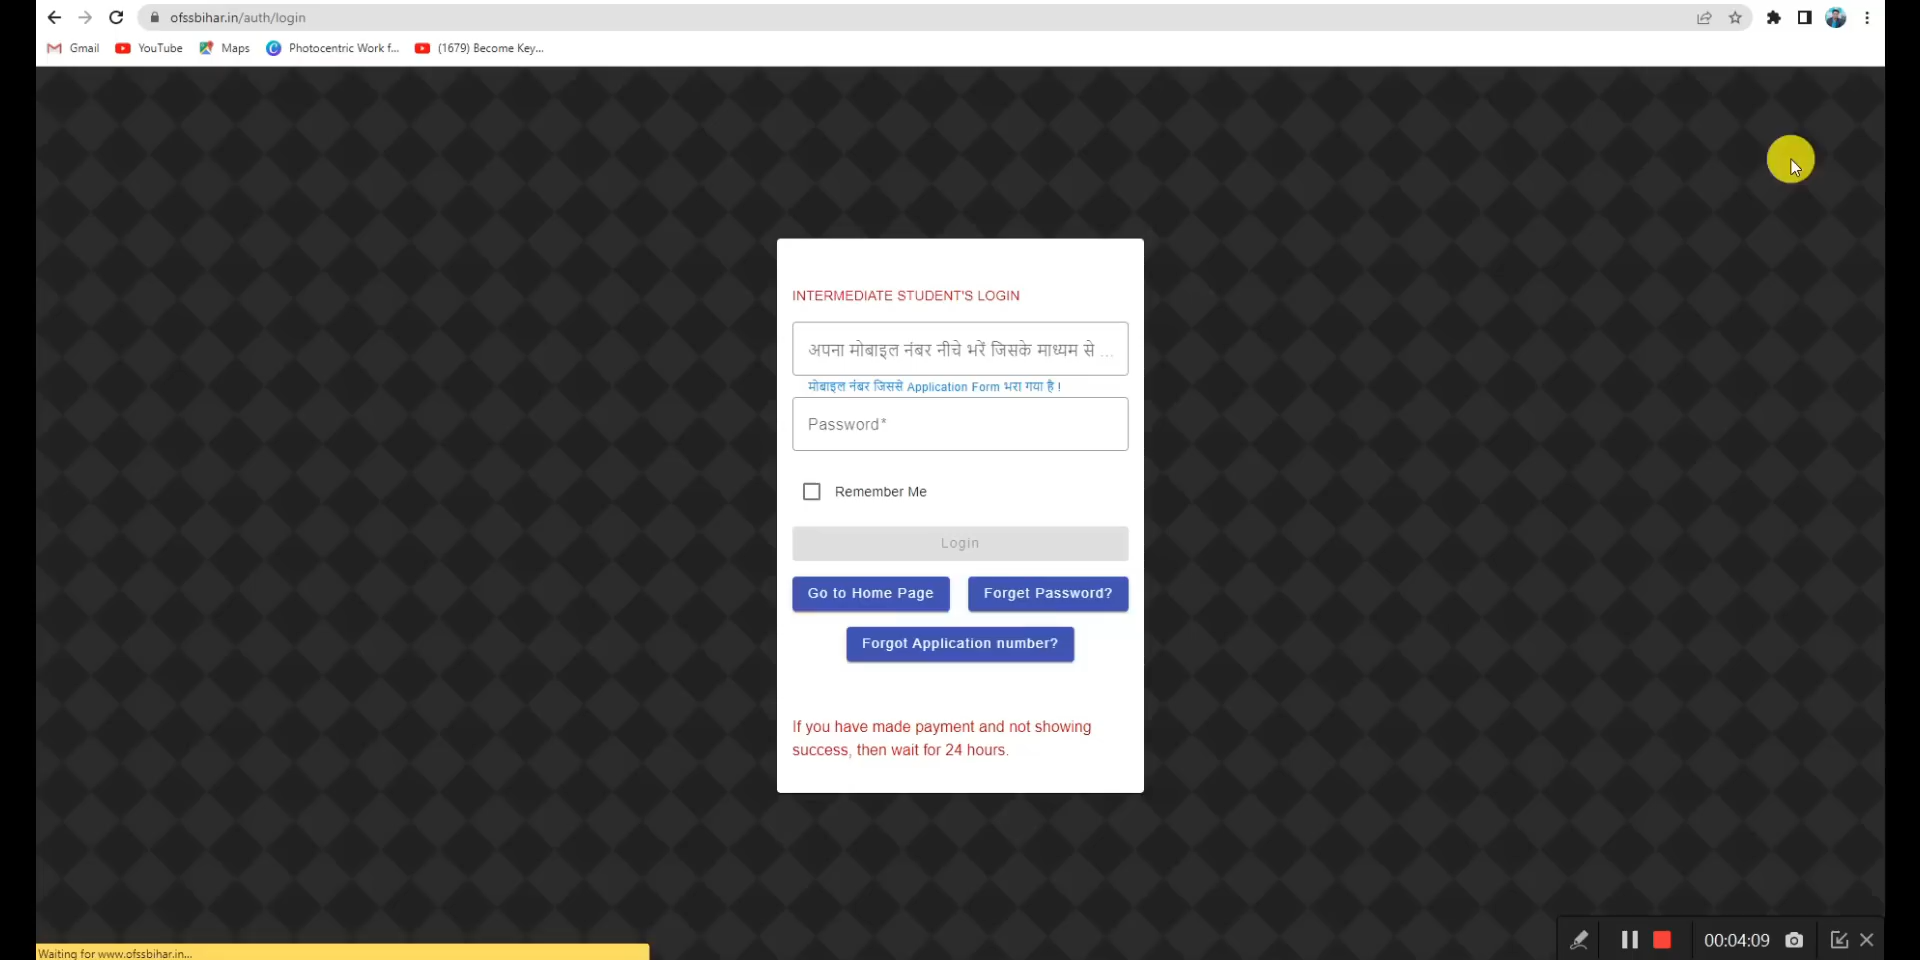 ofssbihar.in/auth/login
Gmail YouTube Maps Photocentric Work f... (1679) Become Key...
INTERMEDIATE STUDENT'S LOGIN
अपना मोबाइल नंबर नीचे भरें जिसके माध्यम से ...
मोबाइल नंबर जिससे Application Form भरा गया है !
Password*
Remember Me
Login
Go to Home Page Forget Password?
Forgot Application number?
If you have made payment and not showing
success, then wait for 24 hours.
Waiting for www.ofssbihar.in...
00:04:09